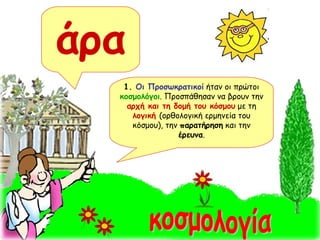 άρα
1. Οι Προσωκρατικοί ήταν οι πρώτοι
κοσμολόγοι. Προσπάθησαν να βρουν την
αρχή και τη δομή του κόσμου με τη
λογική (ορθολογική ερμηνεία του
κόσμου), την παρατήρηση και την
έρευνα.
κοσμολογία